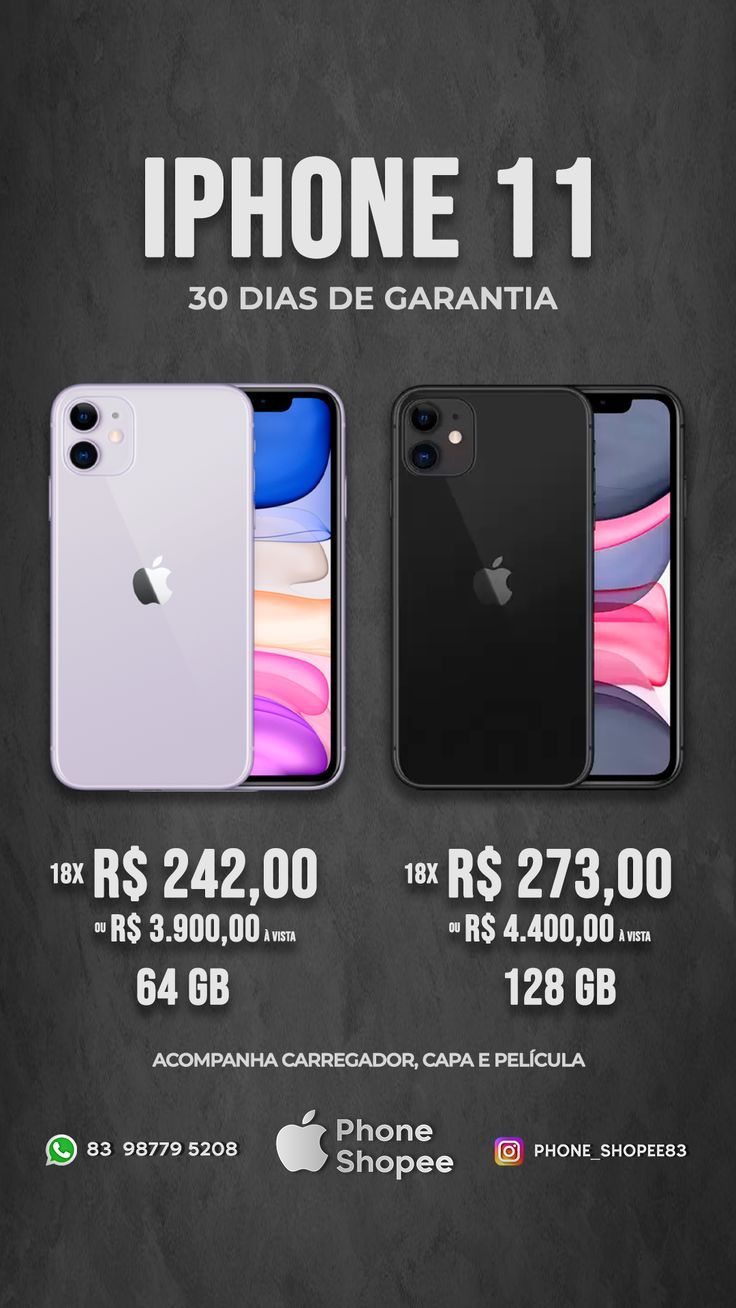 IPHONE 11
30 DIAS DE GARANTIA
18X R$ 242,00
OU R$ 3.900,00 À VISTA
64 GB
18X R$ 273,00
OU R$ 4.400,00 À VISTA
128 GB
ACOMPANHA CARREGADOR, CAPA E PELÍCULA
83 98779 5208
Phone
Shopee
PHONE_SHOPEE83